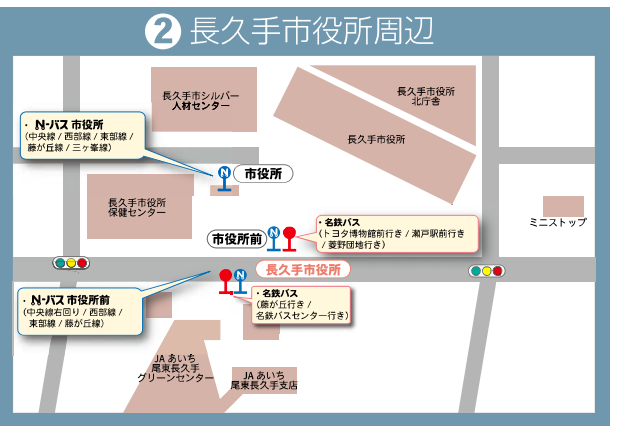 2 長久手市役所周辺
長久手市シルバー
人材センター
長久手市役所
北庁舎
長久手市役所
・N-バス 市役所
(中央線 / 西部線 / 東部線 /
藤が丘線 / 三ヶ峯線)
N
市役所
長久手市役所
保健センター
ミニストップ
市役所前
N
・名鉄バス
(トヨタ博物館前行き / 瀬戸駅前行き
/ 菱野団地行き)
長久手市役所
N
・N-バス 市役所前
(中央線右回り / 西部線 /
東部線 / 藤が丘線)
・名鉄バス
(藤が丘行き /
名鉄バスセンター行き)
JA あいち
尾東長久手
グリーンセンター
JA あいち
尾東長久手支店